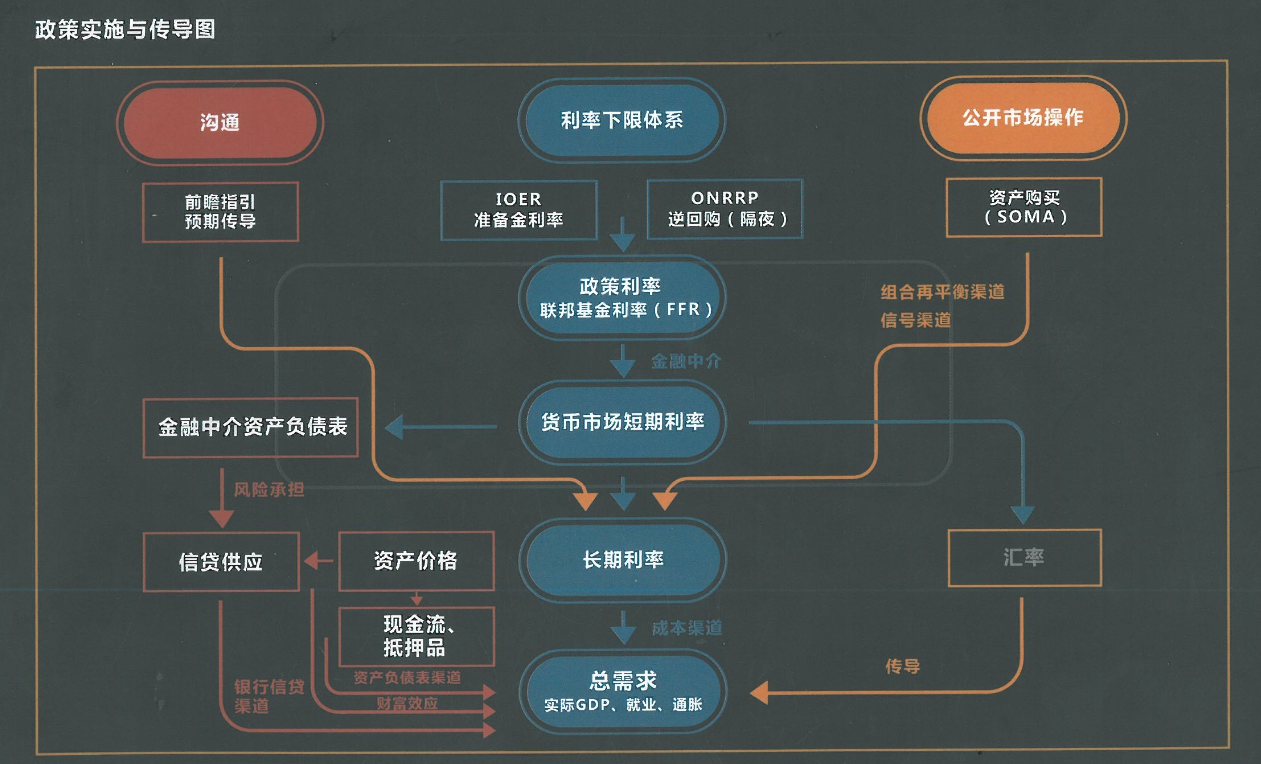 政策实施与传导图
沟通
利率下限体系
公开市场操作
前瞻指引
预期传导
IOER
准备金利率
ONRRP
逆回购（隔夜）
资产购买
（SOMA）
政策利率
联邦基金利率（FFR）
组合再平衡渠道
信号渠道
金融中介
金融中介资产负债表
货币市场短期利率
风险承担
信贷供应
资产价格
长期利率
汇率
现金流、
抵押品
成本渠道
资产负债表渠道
银行信贷
渠道
财富效应
总需求
实际GDP、就业、通胀
传导